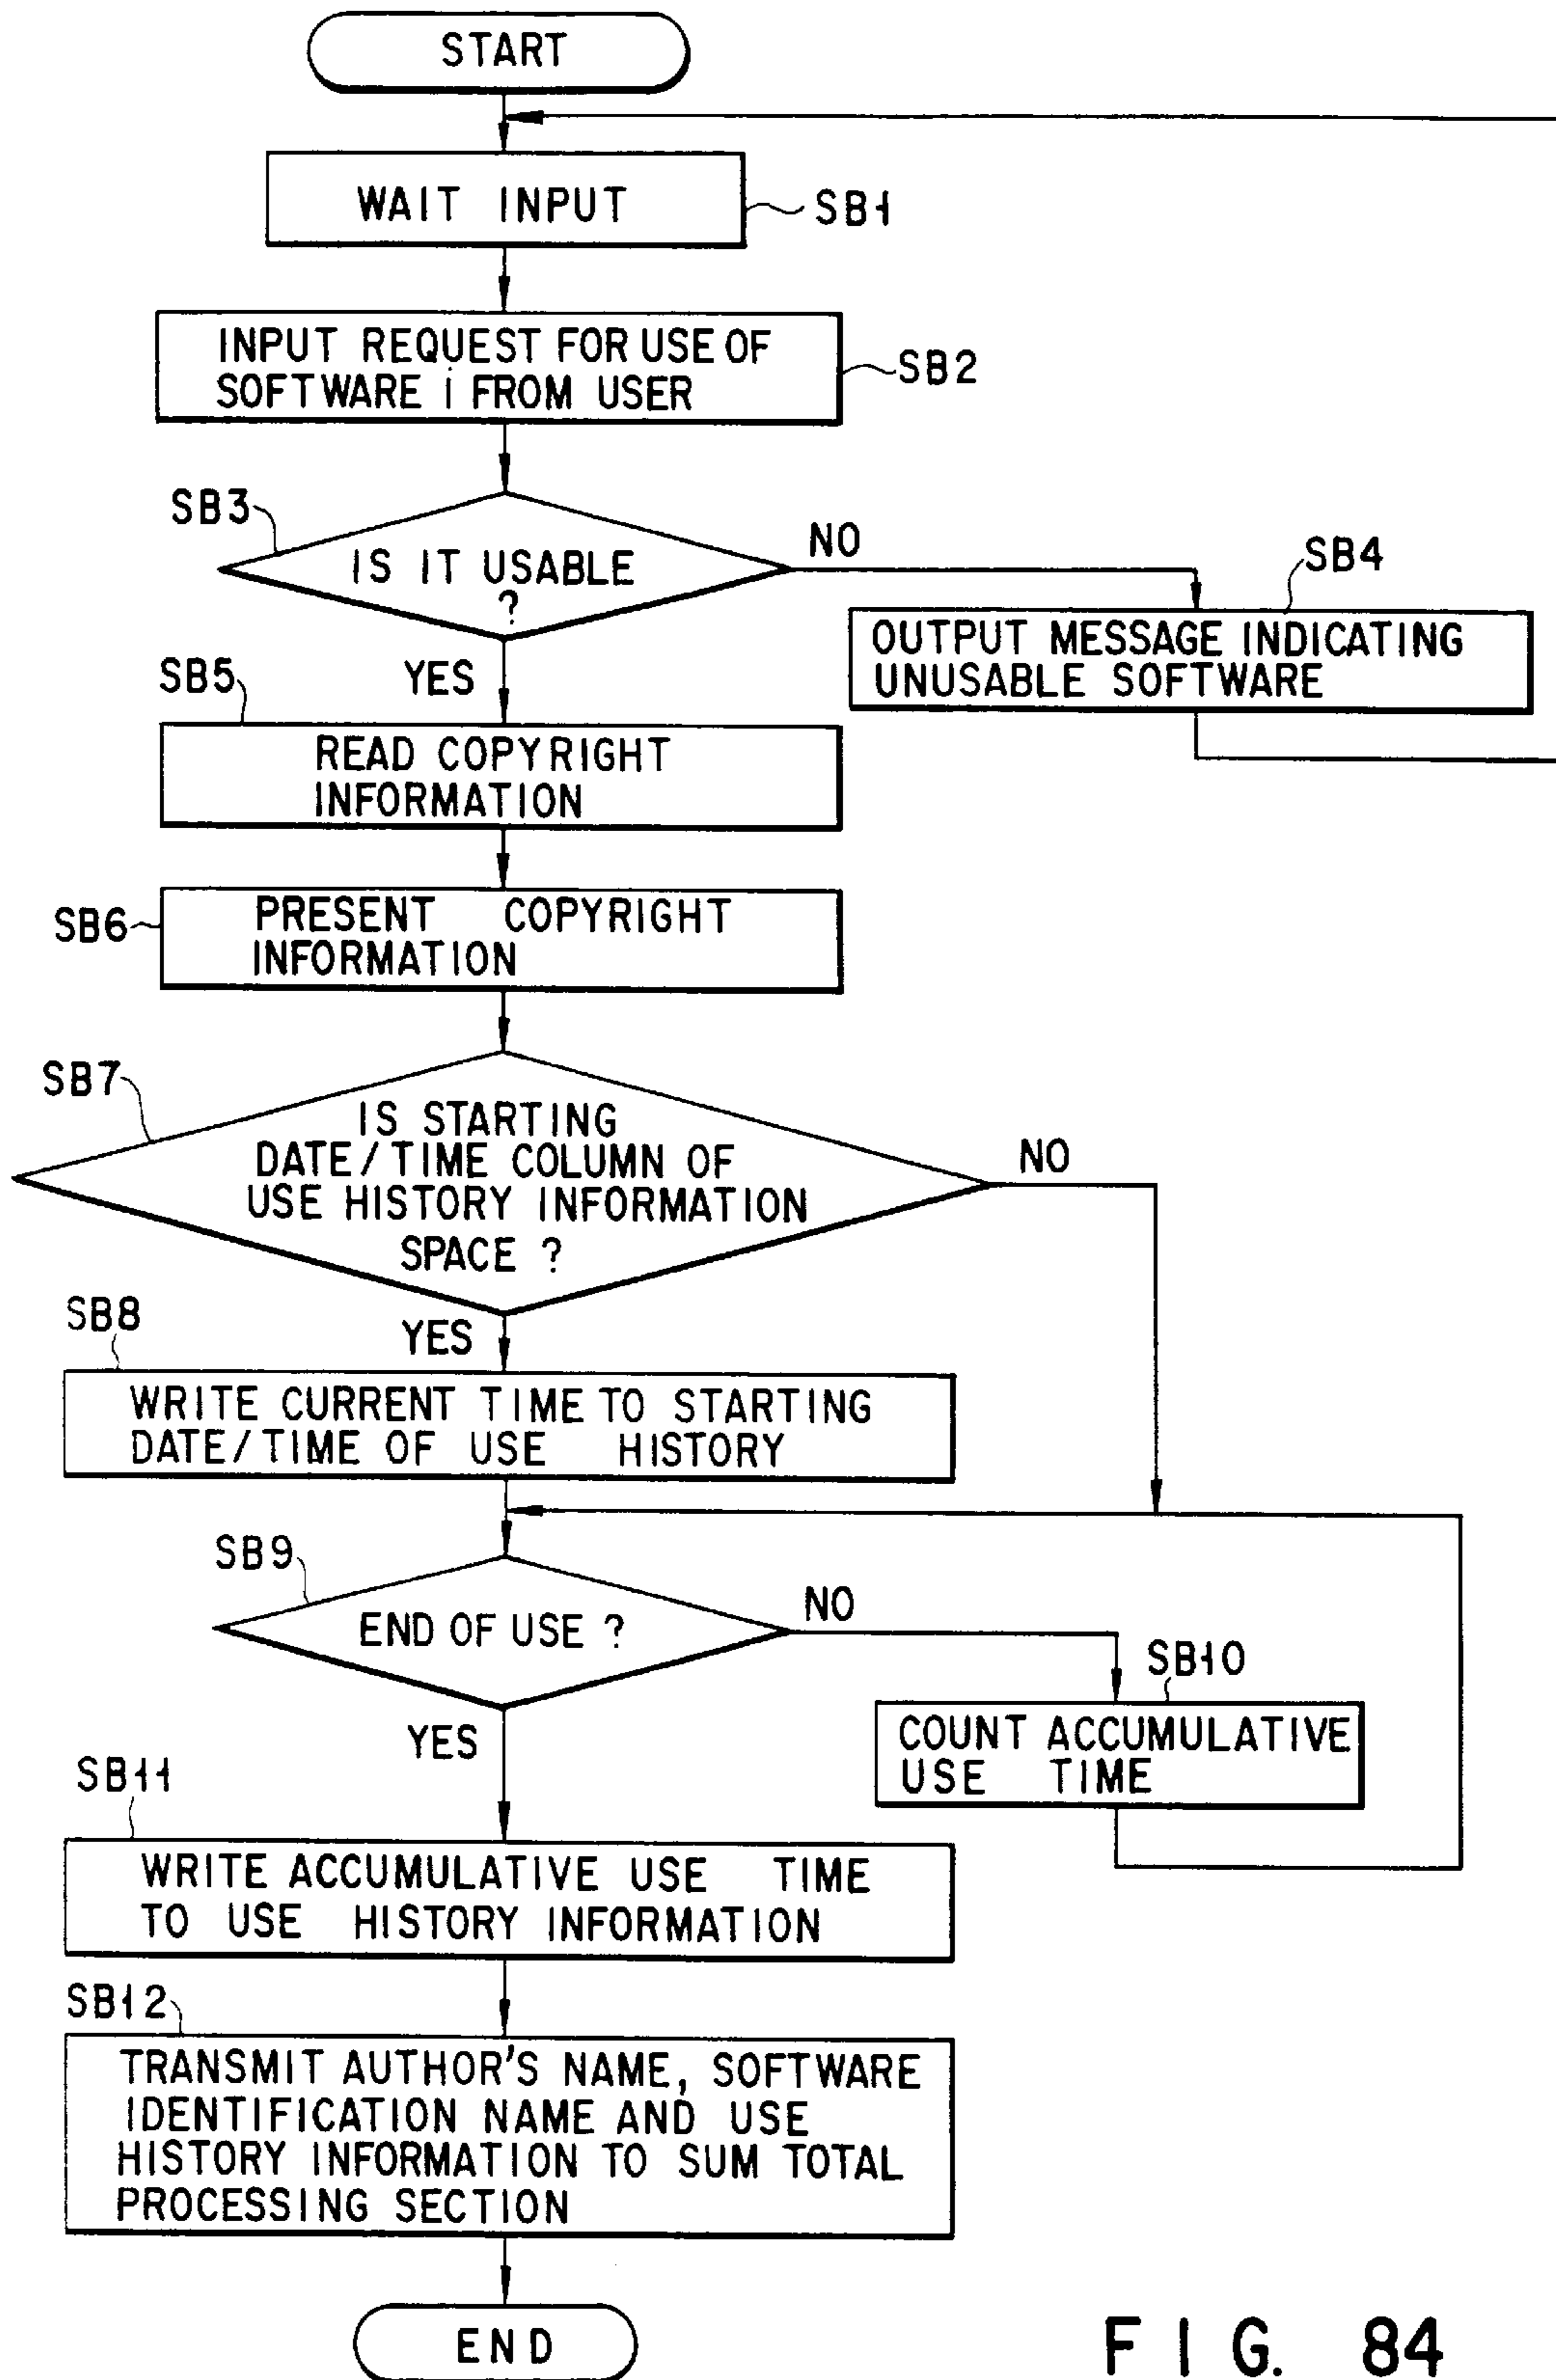 START
WAIT INPUT
SB1
INPUT REQUEST FOR USE OF
SOFTWARE i FROM USER
SB2
SB3
IS IT USABLE
?
NO
SB4
OUTPUT MESSAGE INDICATING
UNUSABLE SOFTWARE
YES
SB5
READ COPYRIGHT
INFORMATION
SB6
PRESENT COPYRIGHT
INFORMATION
SB7
IS STARTING
DATE/TIME COLUMN OF
USE HISTORY INFORMATION
SPACE ?
NO
YES
SB8
WRITE CURRENT TIME TO STARTING
DATE/TIME OF USE HISTORY
SB9
END OF USE ?
NO
SB10
COUNT ACCUMULATIVE
USE TIME
YES
SB11
WRITE ACCUMULATIVE USE TIME
TO USE HISTORY INFORMATION
SB12
TRANSMIT AUTHOR'S NAME, SOFTWARE
IDENTIFICATION NAME AND USE
HISTORY INFORMATION TO SUM TOTAL
PROCESSING SECTION
END
FIG. 84